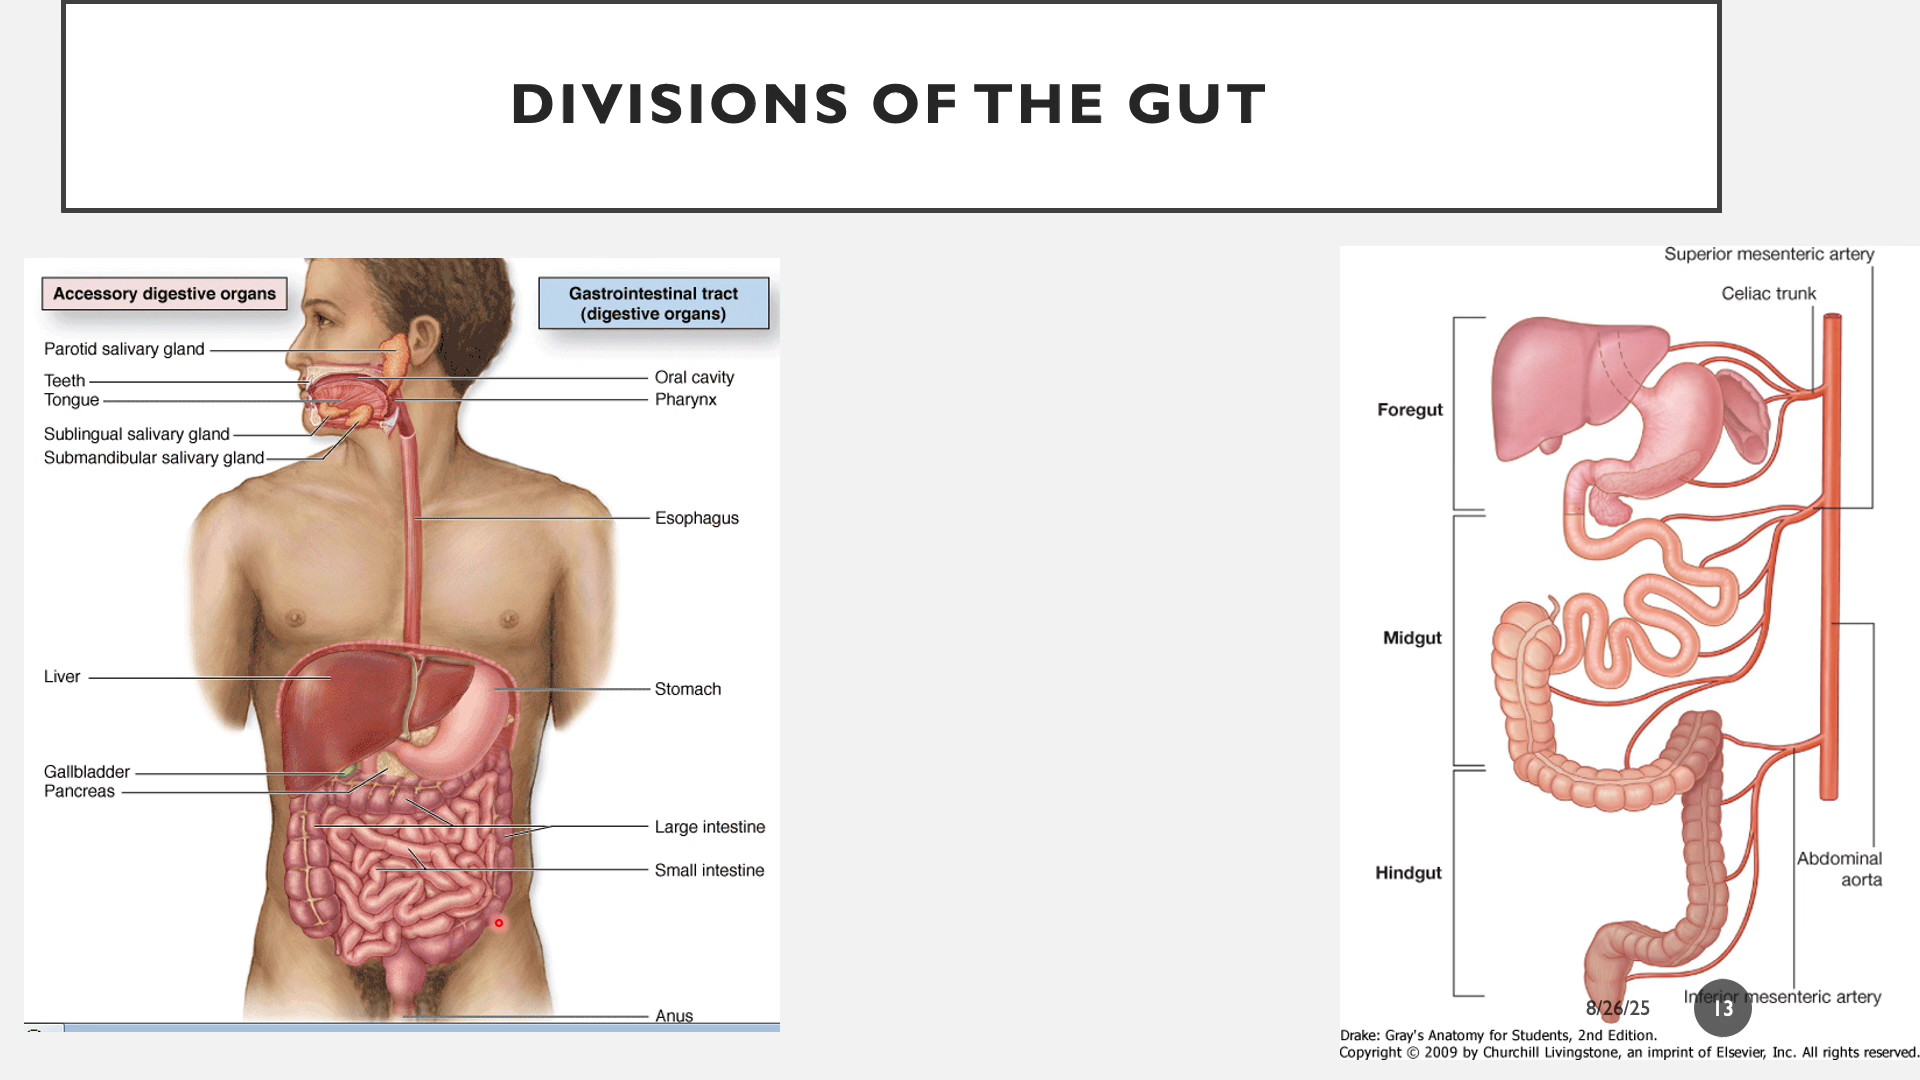 DIVISIONS OF THE GUT
Accessory digestive organs
Gastrointestinal tract
(digestive organs)
Parotid salivary gland
Teeth
Tongue
Sublingual salivary gland
Submandibular salivary gland
Oral cavity
Pharynx
Esophagus
Liver
Stomach
Gallbladder
Pancreas
Large intestine
Small intestine
Anus
Superior mesenteric artery
Celiac trunk
Foregut
Midgut
Hindgut
Abdominal
aorta
Inferior mesenteric artery
8/26/25
13
Drake: Gray's Anatomy for Students, 2nd Edition.
Copyright © 2009 by Churchill Livingstone, an imprint of Elsevier, Inc. All rights reserved.